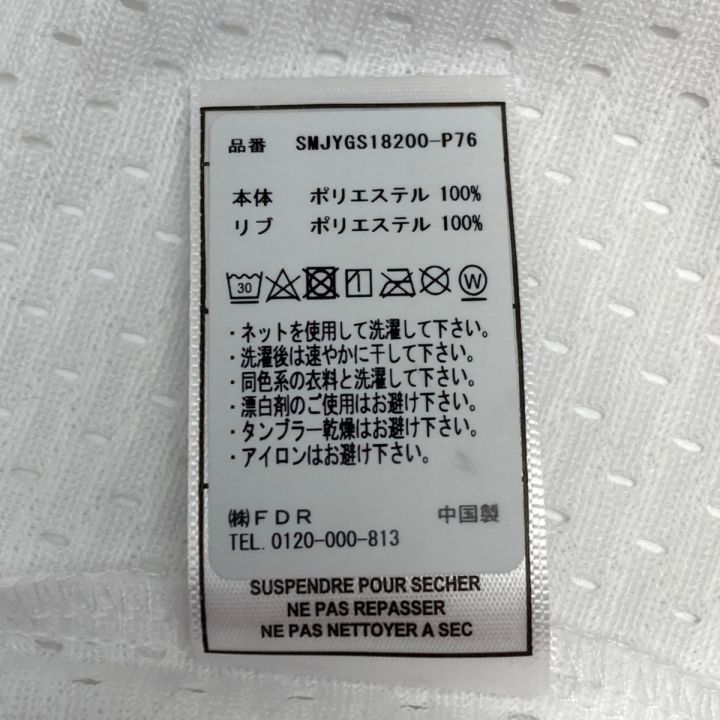 品番 SMJYGS18200-P76
本体 ポリエステル 100%
リブ ポリエステル 100%
30 W
・ネットを使用して洗濯して下さい。
・洗濯後は速やかに干して下さい。
・同色系の衣料と洗濯して下さい。
・漂白剤のご使用はお避け下さい。
・タンブラー乾燥はお避け下さい。
・アイロンはお避け下さい。
㈱FDR 中国製
TEL. 0120-000-813
SUSPENDRE POUR SECHER
NE PAS REPASSER
NE PAS NETTOYER A SEC